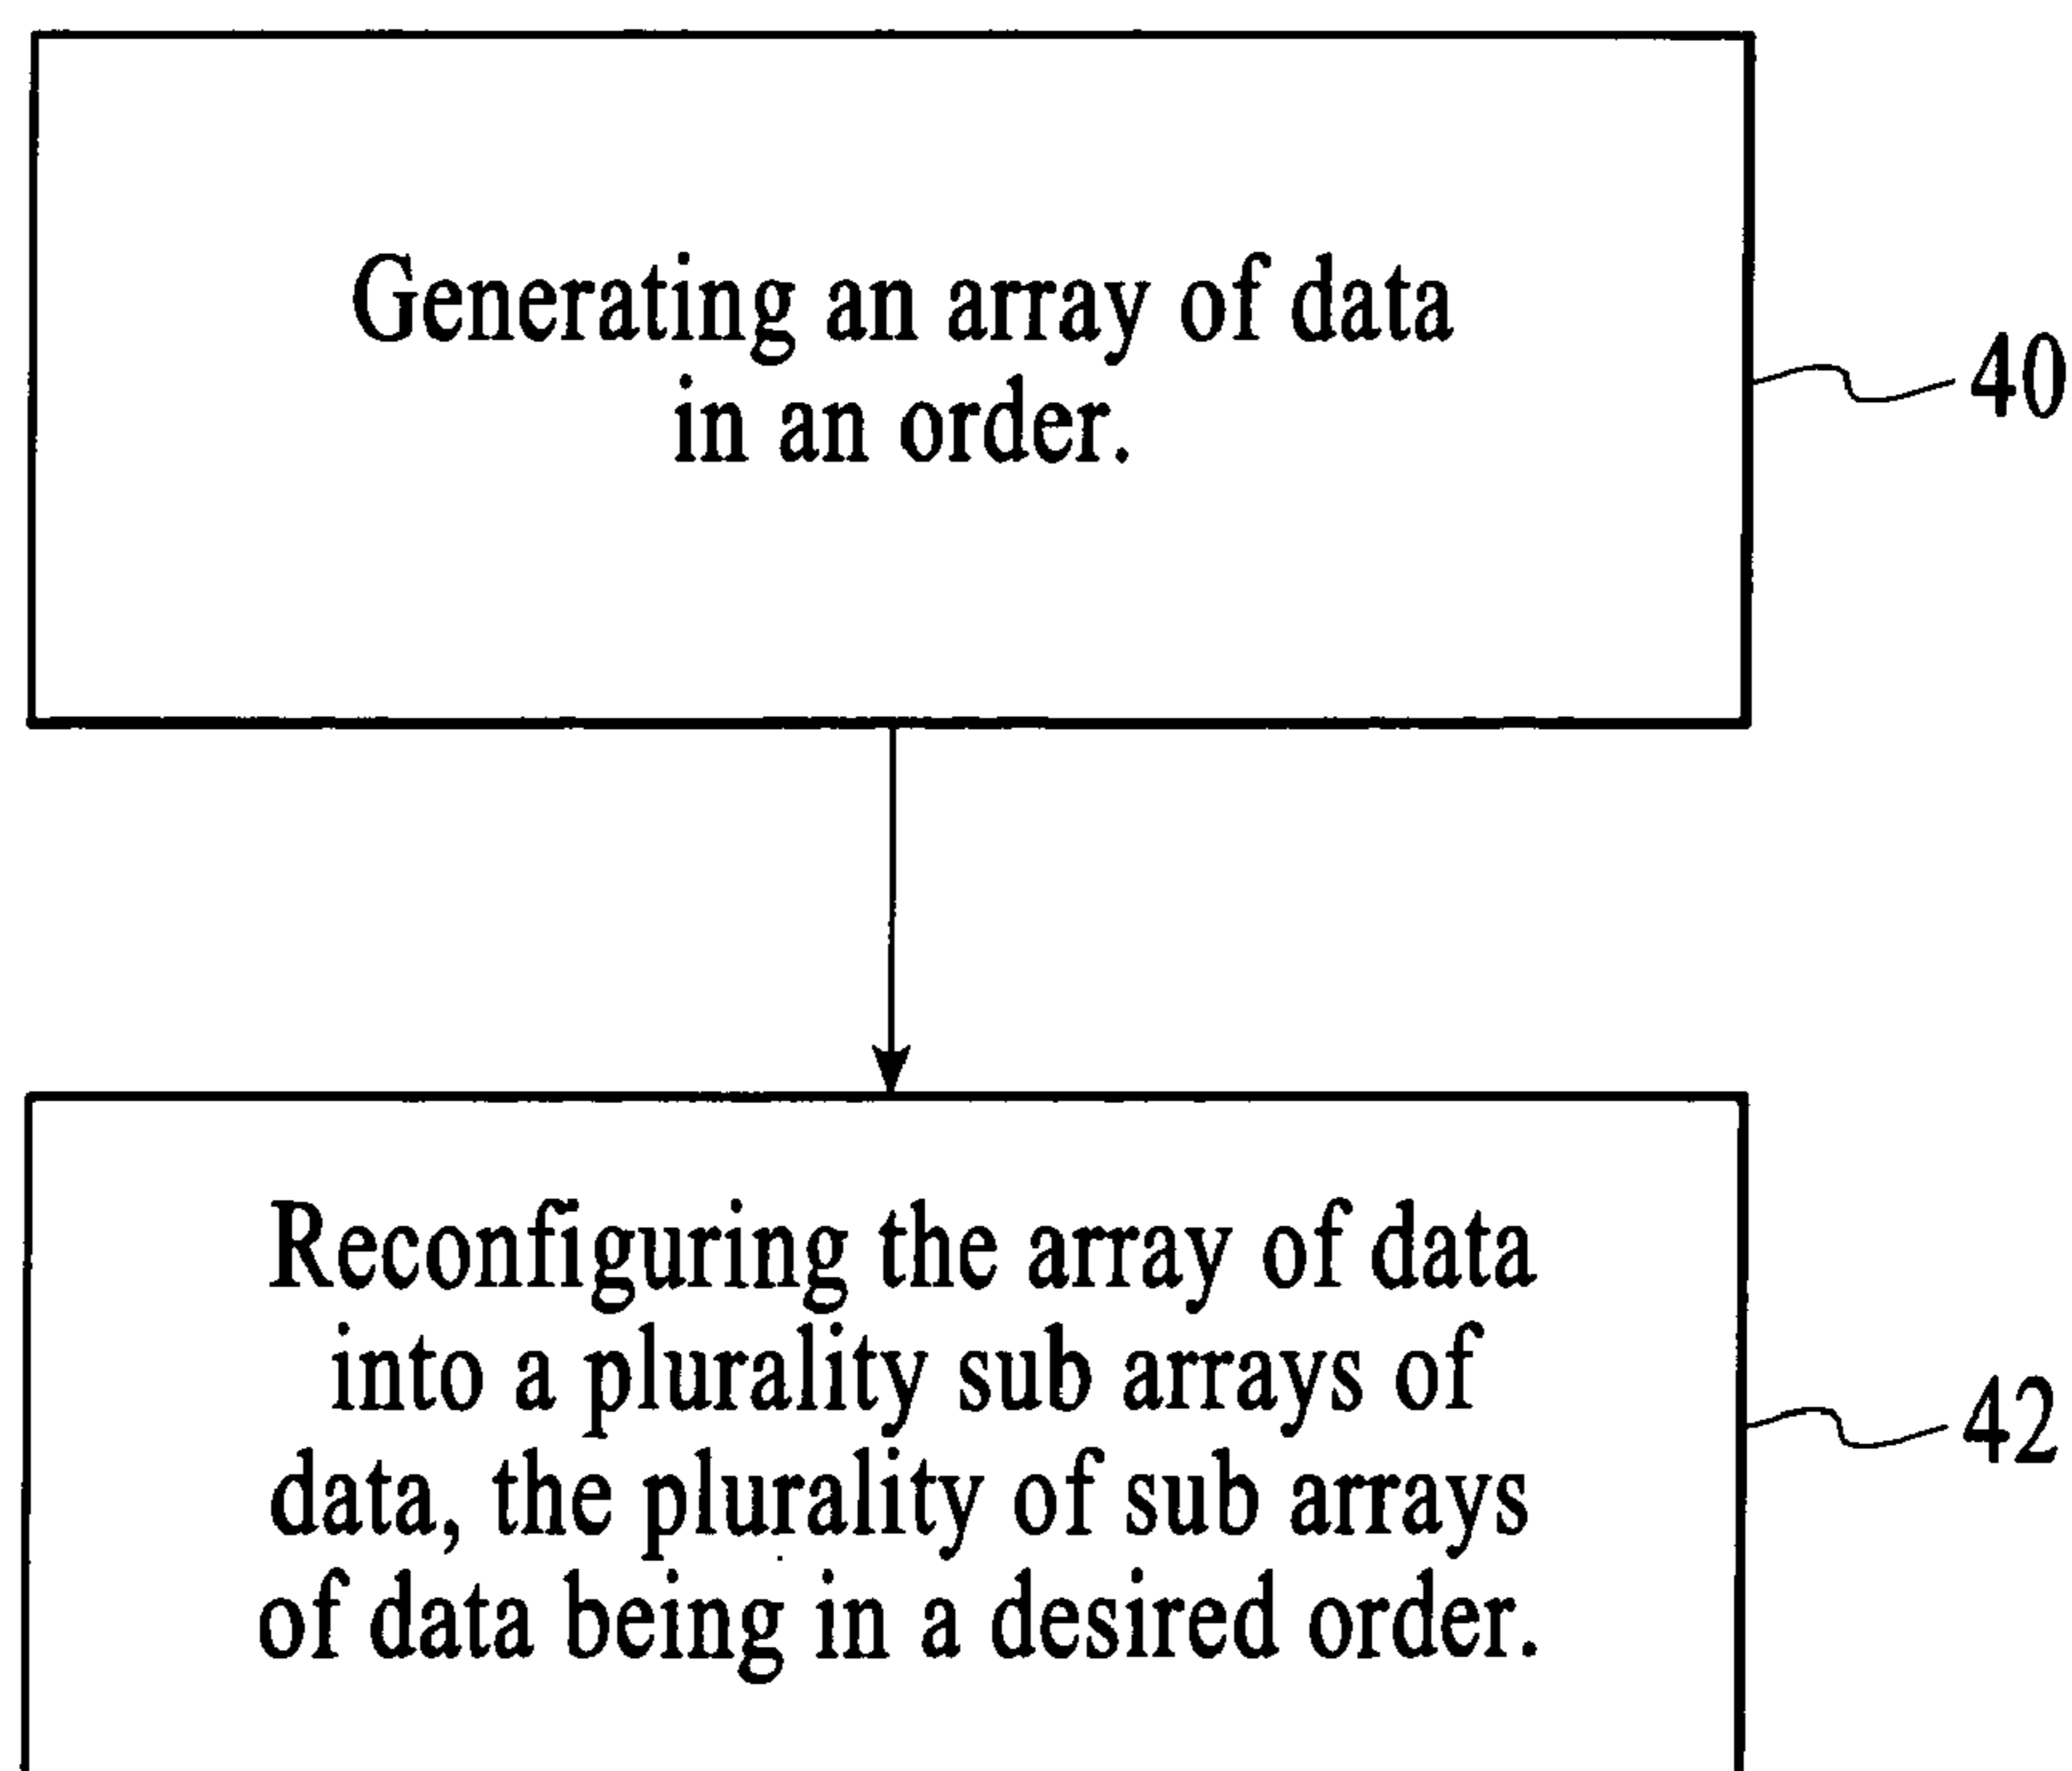 Generating an array of data
in an order.
40
Reconfiguring the array of data
into a plurality sub arrays of
data, the plurality of sub arrays
of data being in a desired order.
42